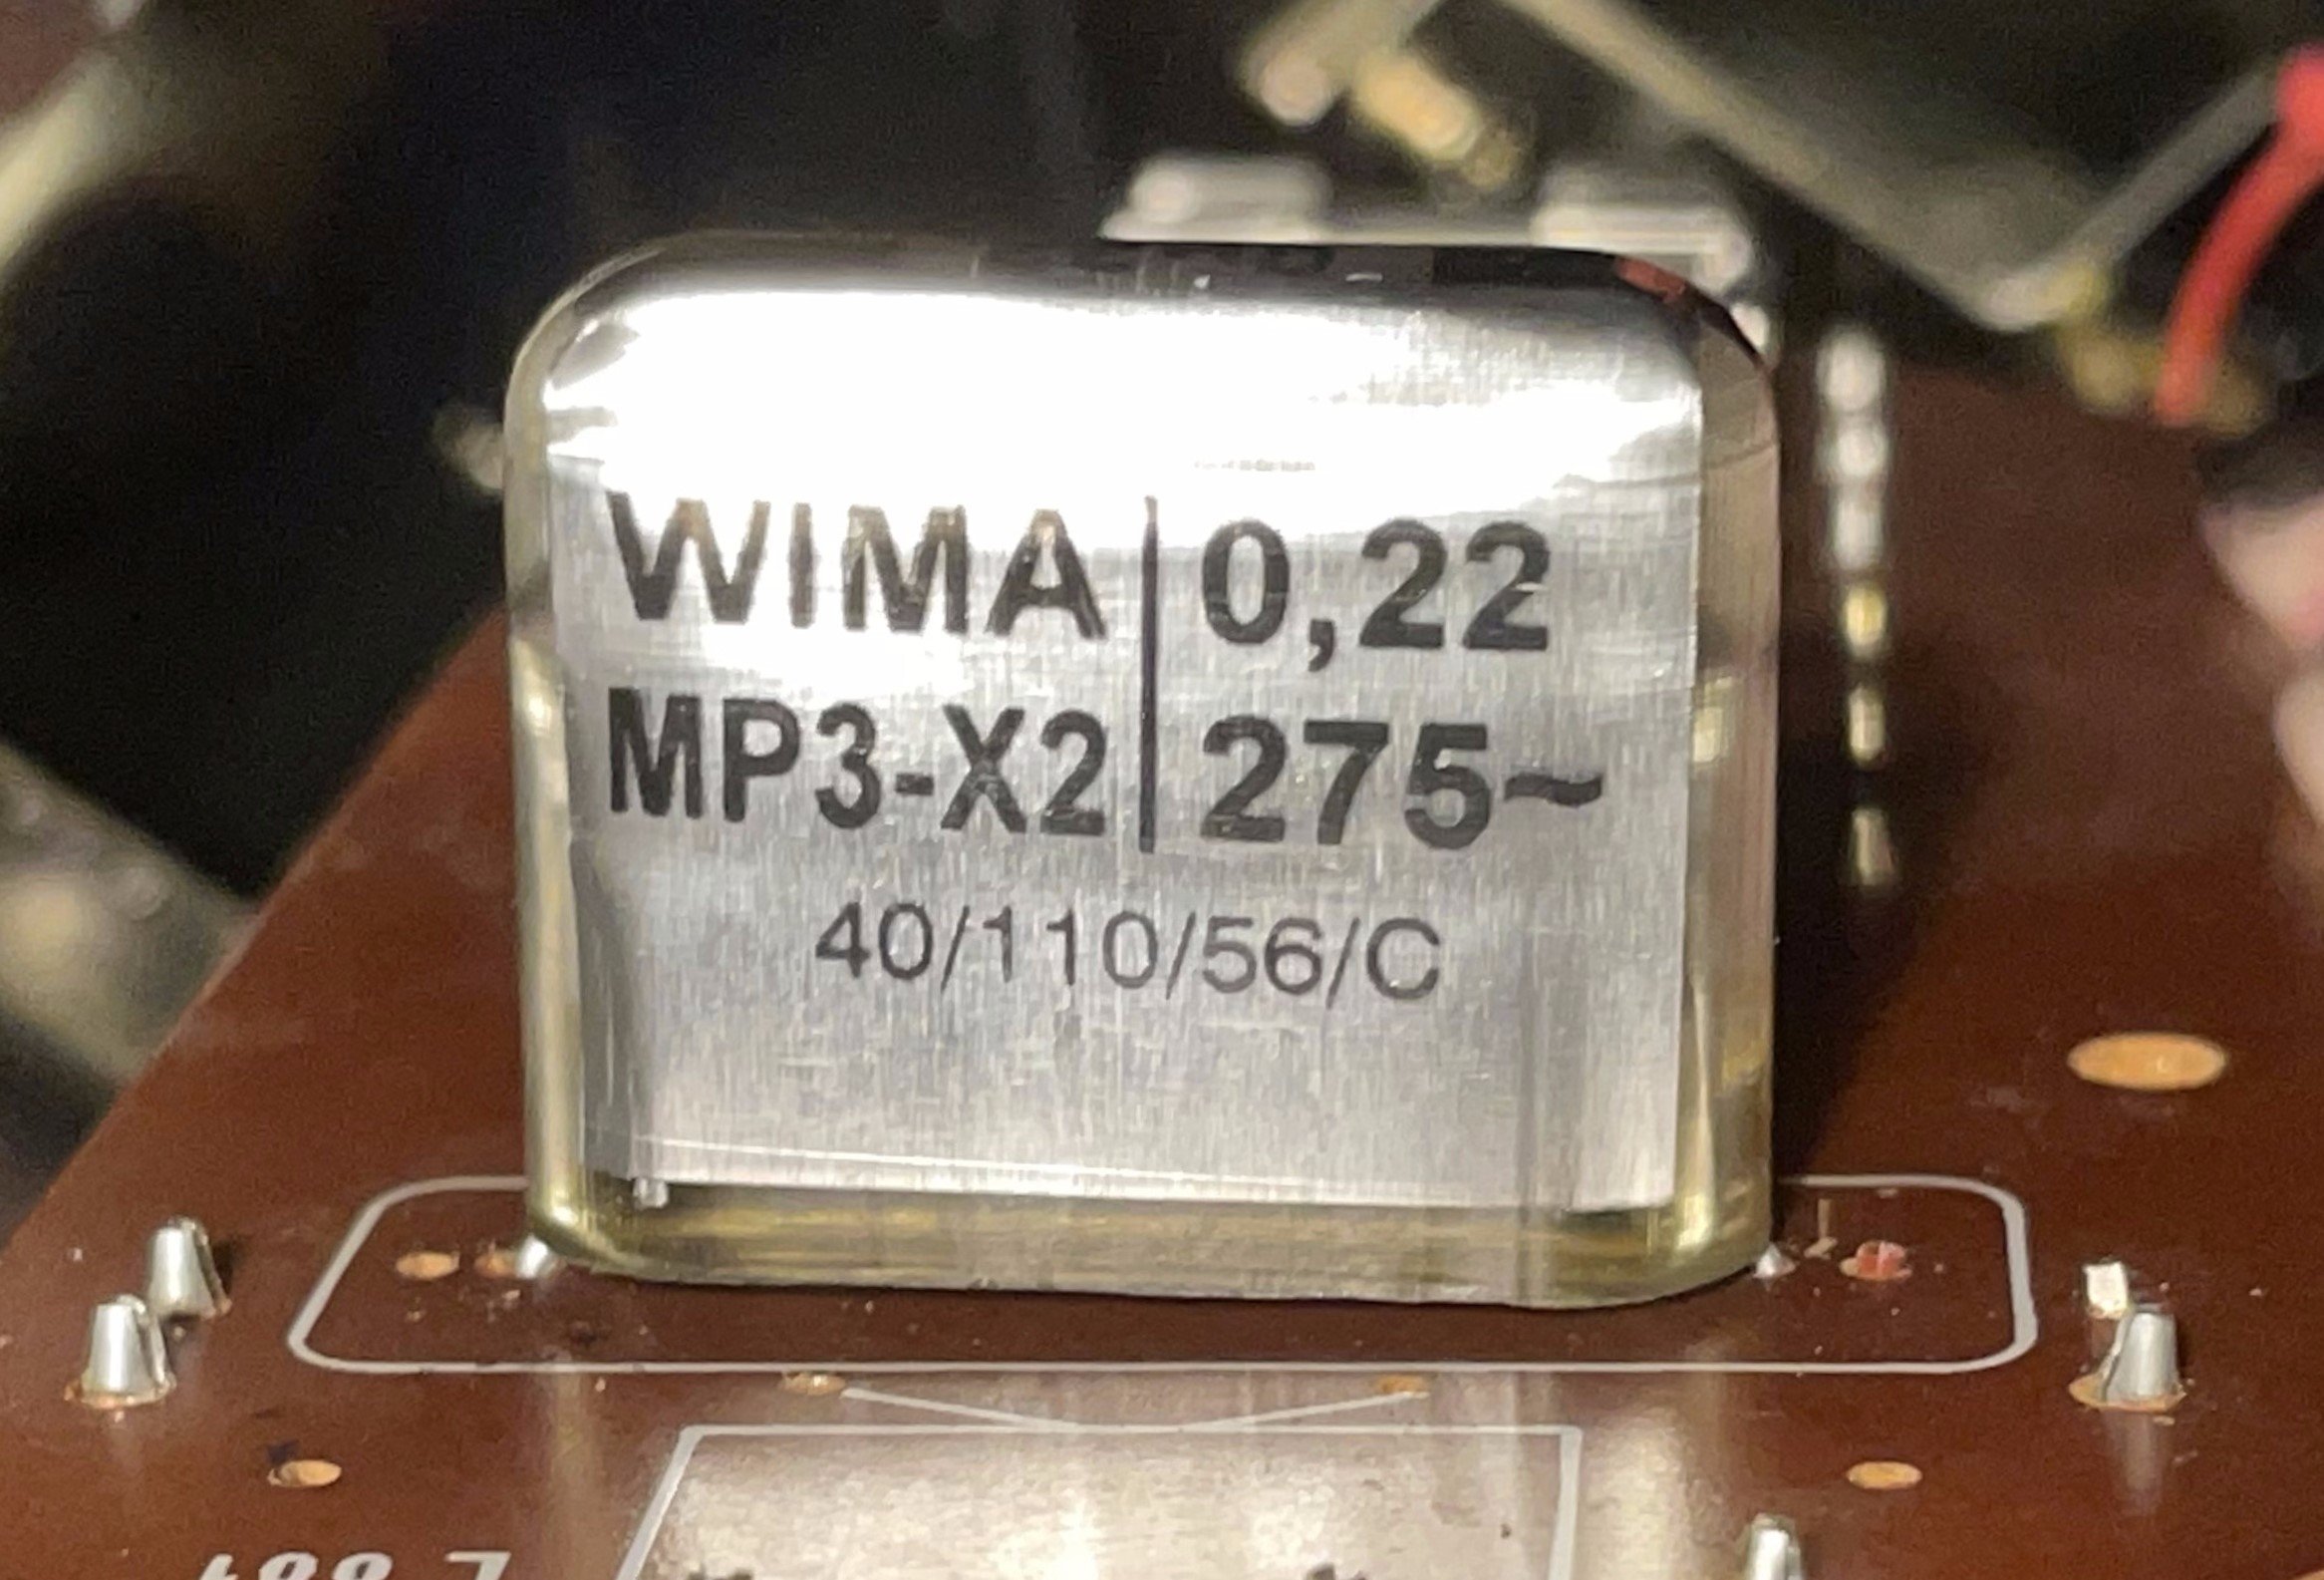 WIMA | 0,22
MP3-X2 | 275~
40/110/56/C